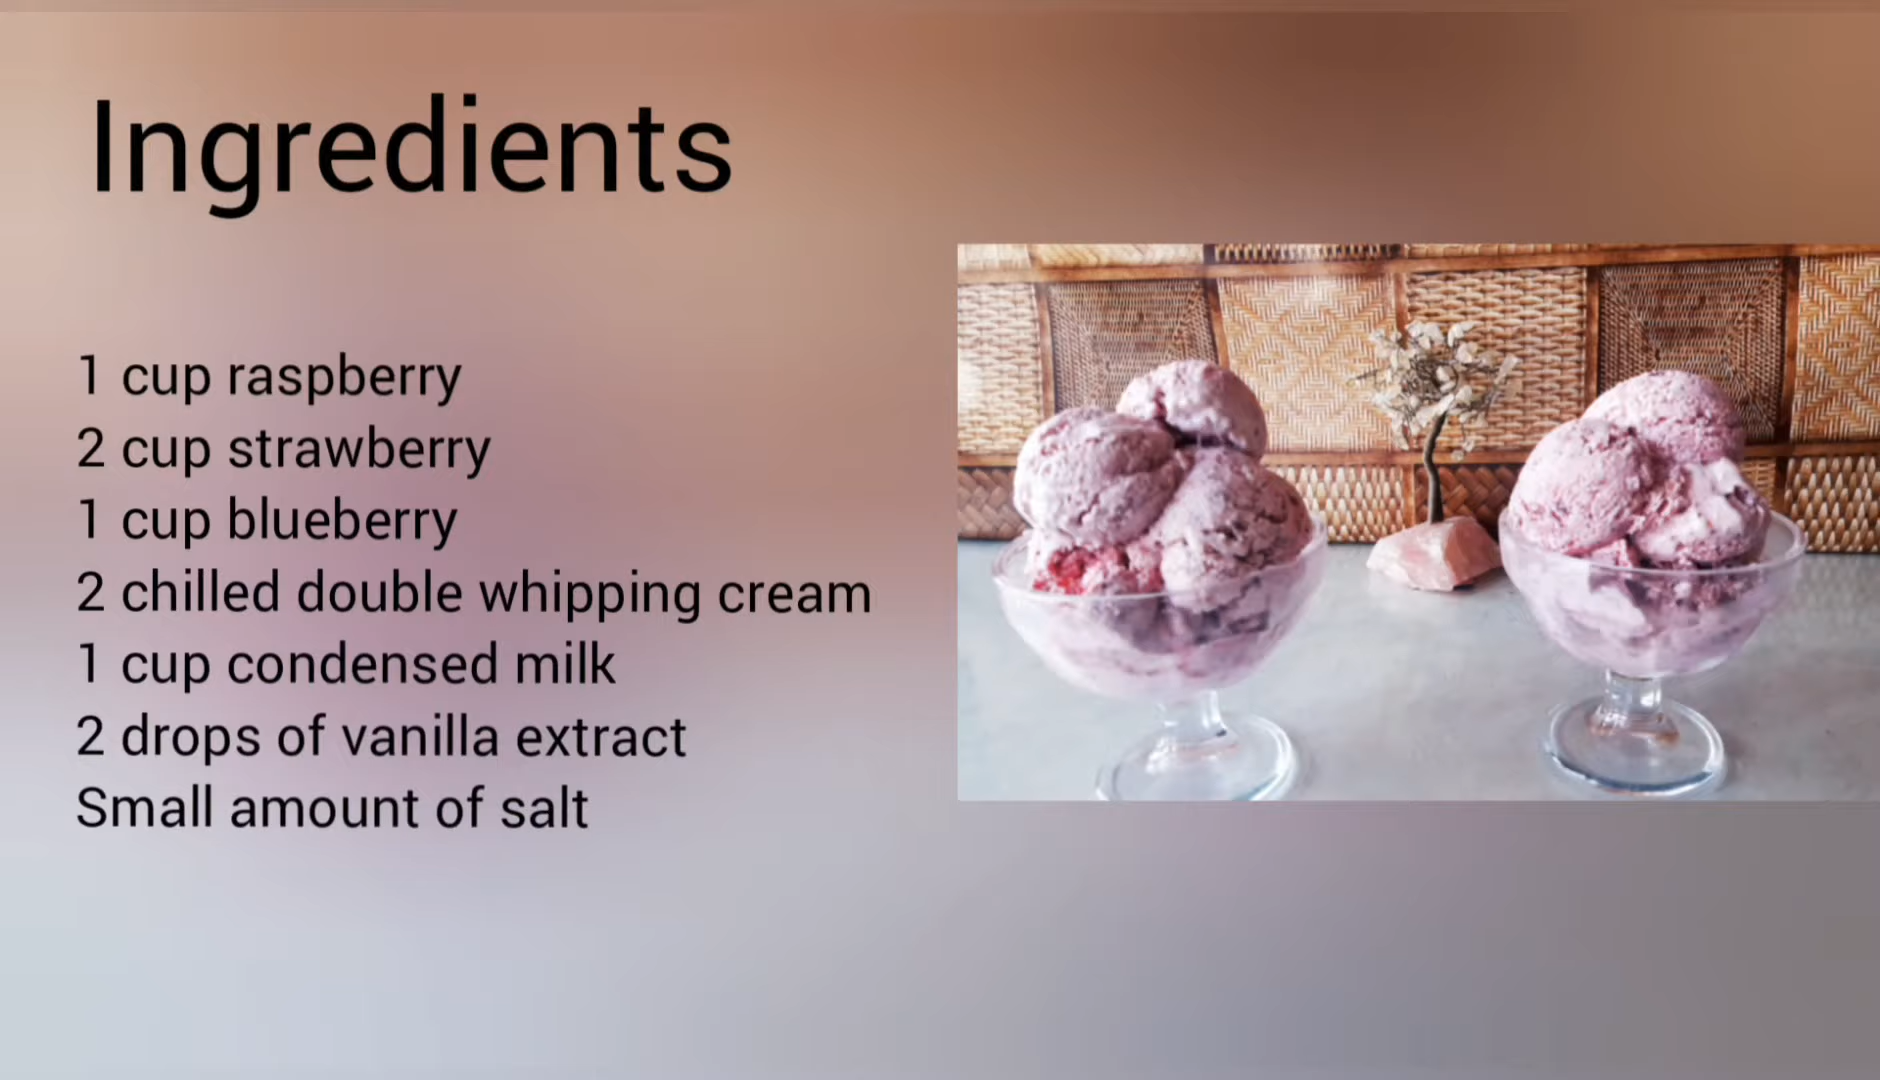 Ingredients
1 cup raspberry
2 cup strawberry
1 cup blueberry
2 chilled double whipping cream
1 cup condensed milk
2 drops of vanilla extract
Small amount of salt